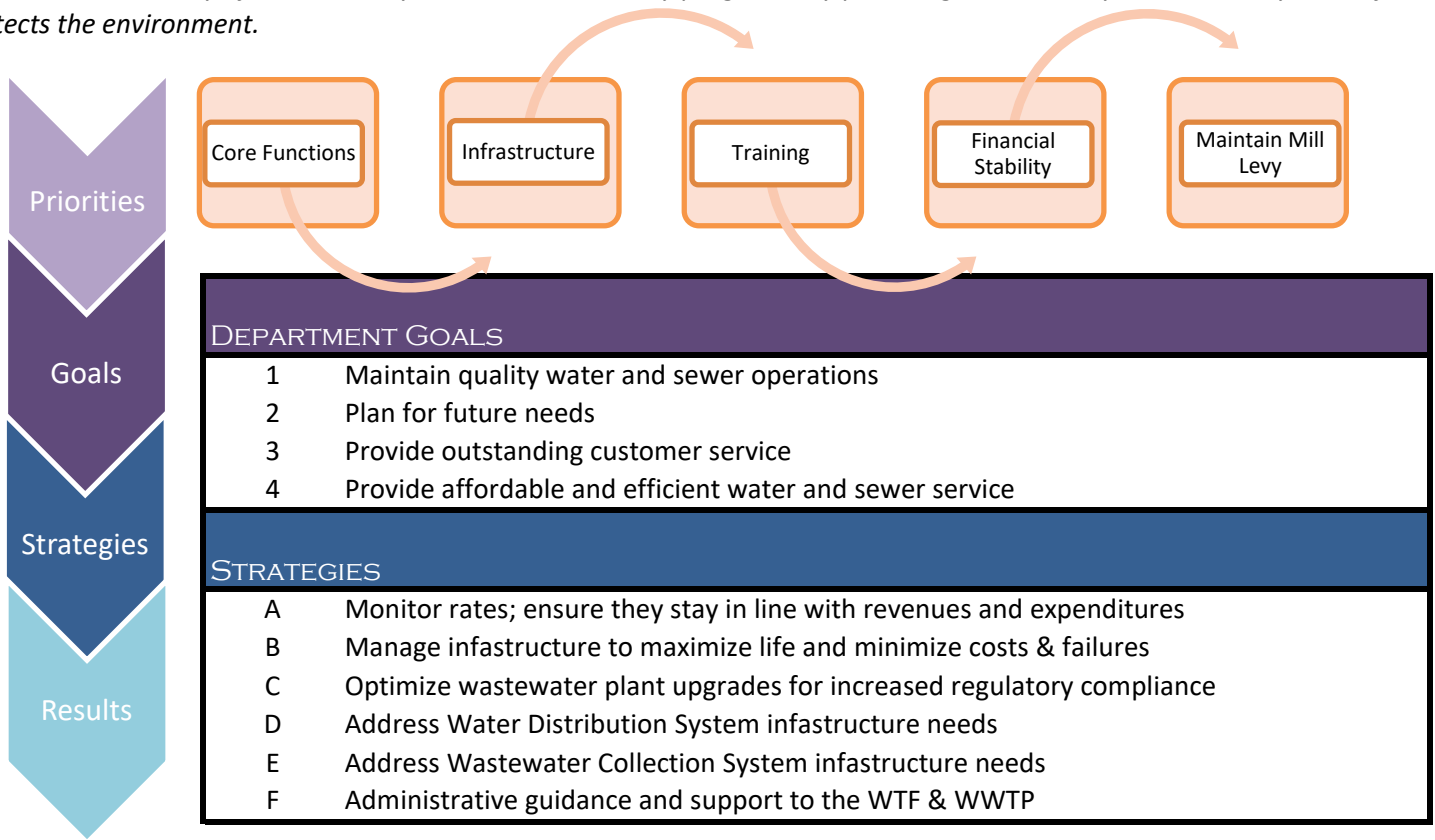 tects the environment.
Core Functions
Infrastructure
Training
Financial
Stability
Maintain Mill
Levy
Priorities
Goals
Strategies
Results
DEPARTMENT GOALS
1 Maintain quality water and sewer operations
2 Plan for future needs
3 Provide outstanding customer service
4 Provide affordable and efficient water and sewer service
STRATEGIES
A Monitor rates; ensure they stay in line with revenues and expenditures
B Manage infastructure to maximize life and minimize costs & failures
C Optimize wastewater plant upgrades for increased regulatory compliance
D Address Water Distribution System infastructure needs
E Address Wastewater Collection System infastructure needs
F Administrative guidance and support to the WTF & WWTP